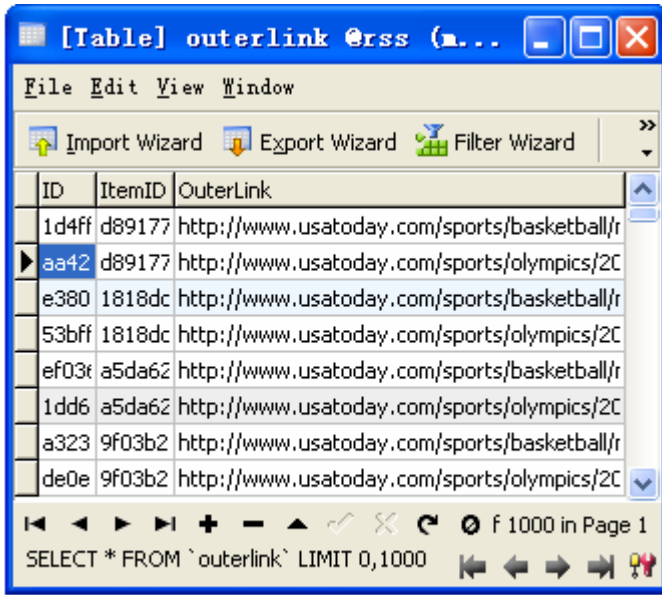 [Table] outerlink @rss (m...
File Edit View Window
Import Wizard Export Wizard Filter Wizard
ID ItemID OuterLink
1d4ff d89177 http://www.usatoday.com/sports/basketball/r
aa42 d89177 http://www.usatoday.com/sports/olympics/20
e380 1818dc http://www.usatoday.com/sports/basketball/r
53bff 1818dc http://www.usatoday.com/sports/olympics/20
ef03 a5da62 http://www.usatoday.com/sports/basketball/r
1dd6 a5da62 http://www.usatoday.com/sports/olympics/20
a323 9f03b2 http://www.usatoday.com/sports/basketball/r
de0e 9f03b2 http://www.usatoday.com/sports/olympics/20
f 1000 in Page 1
SELECT * FROM `outerlink` LIMIT 0,1000